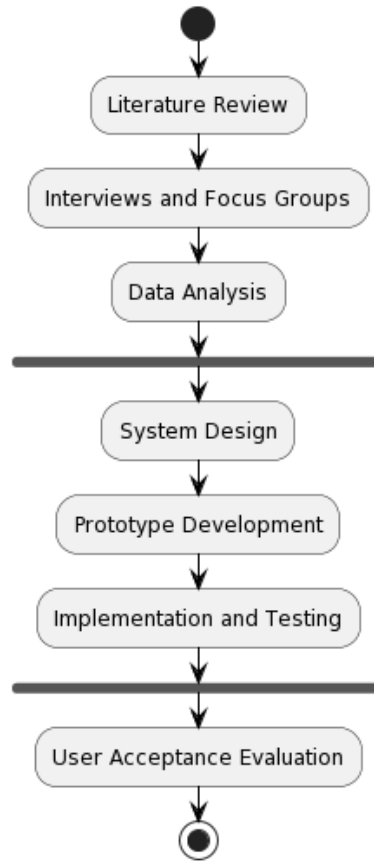 Literature Review
Interviews and Focus Groups
Data Analysis
System Design
Prototype Development
Implementation and Testing
User Acceptance Evaluation